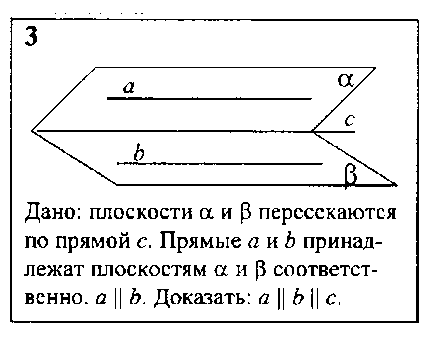 3
a
α
c
b
β
Дано: плоскости α и β пересекаются
по прямой c. Прямые a и b принад-
лежат плоскостям α и β соответст-
венно. a || b. Доказать: a || b || c.